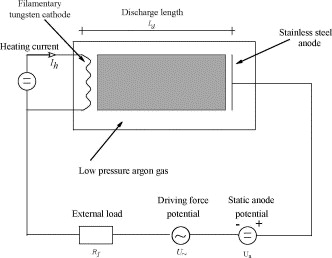 Filamentary
tungsten cathode
Discharge length
L_d
Stainless steel
anode
Heating current
I_h
Low pressure argon gas
External load
Driving force
potential
Static anode
potential
- +
R_f
U_~
U_a